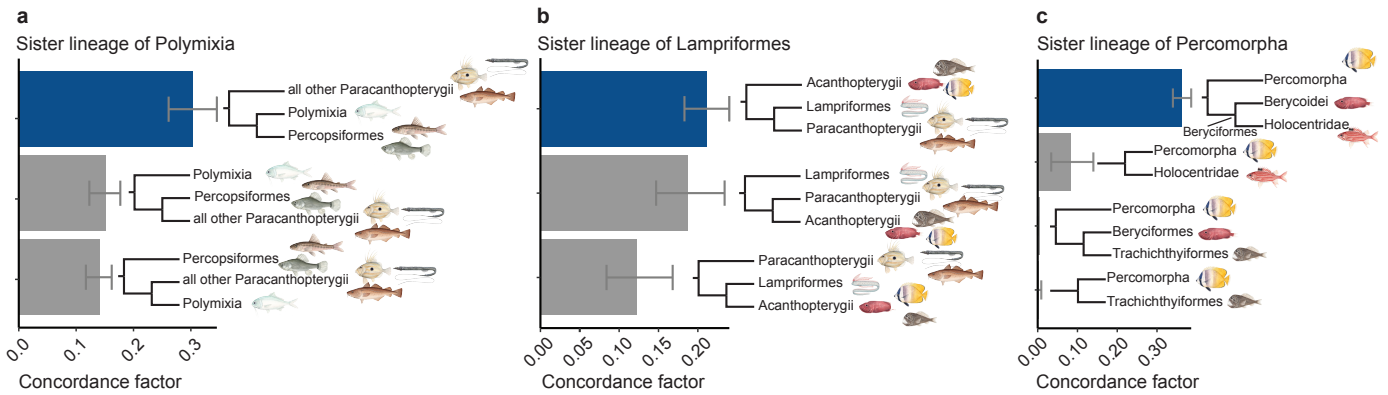 a
Sister lineage of Polymixia
all other Paracanthopterygii
Polymixia
Percopsiformes
Polymixia
Percopsiformes
all other Paracanthopterygii
Percopsiformes
all other Paracanthopterygii
Polymixia
0.0
0.1
0.2
0.3
Concordance factor
b
Sister lineage of Lampriformes
Acanthopterygii
Lampriformes
Paracanthopterygii
Lampriformes
Paracanthopterygii
Acanthopterygii
Paracanthopterygii
Lampriformes
Acanthopterygii
0.00
0.05
0.10
0.15
0.20
Concordance factor
c
Sister lineage of Percomorpha
Percomorpha
Berycoidei
Holocentridae
Beryciformes
Percomorpha
Holocentridae
Percomorpha
Beryciformes
Trachichthyiformes
Percomorpha
Trachichthyiformes
0.00
0.10
0.20
0.30
Concordance factor